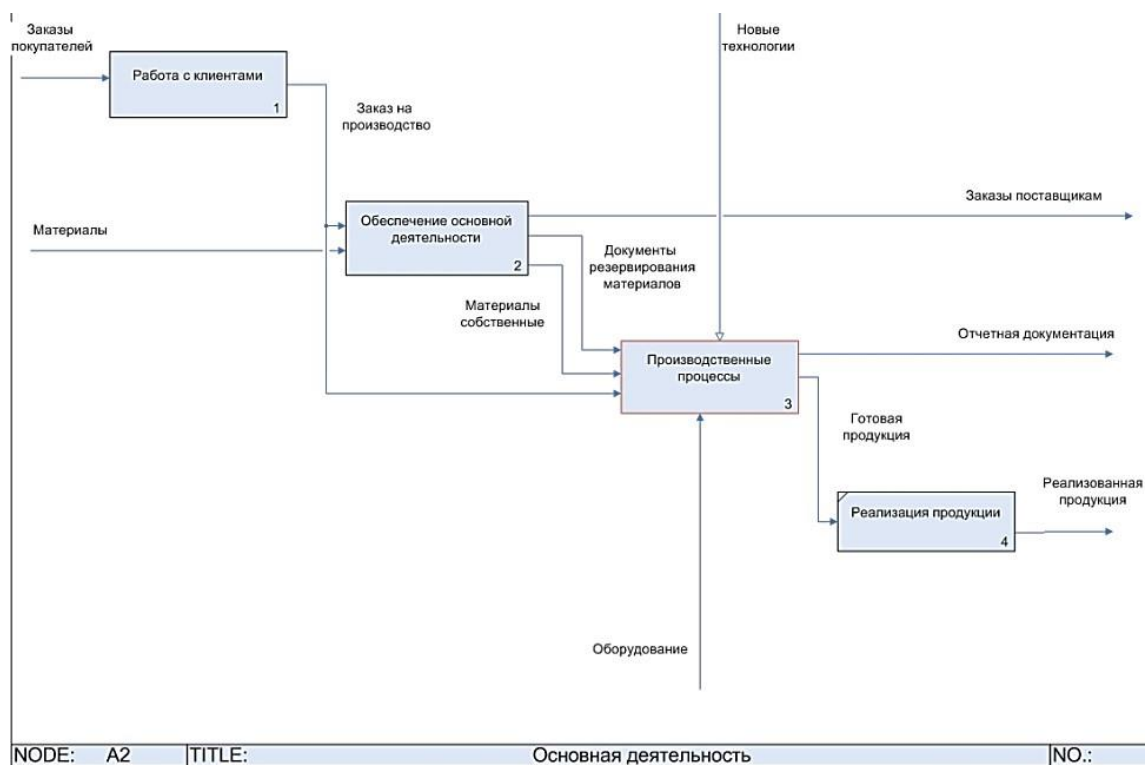 Заказы
покупателей
Новые
технологии
Работа с клиентами
1
Заказ на
производство
Заказы поставщикам
Материалы
Обеспечение основной
деятельности
2
Документы
резервирования
материалов
Материалы
собственные
Отчетная документация
Производственные
процессы
3
Готовая
продукция
Реализованная
продукция
Реализация продукции
4
Оборудование
NODE: A2 TITLE: Основная деятельность NO.: